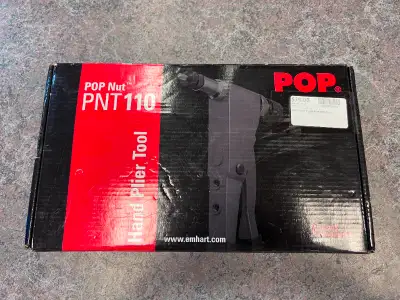 POP Nut
PNT110
Hand Plier Tool
POP®
www.emhart.com